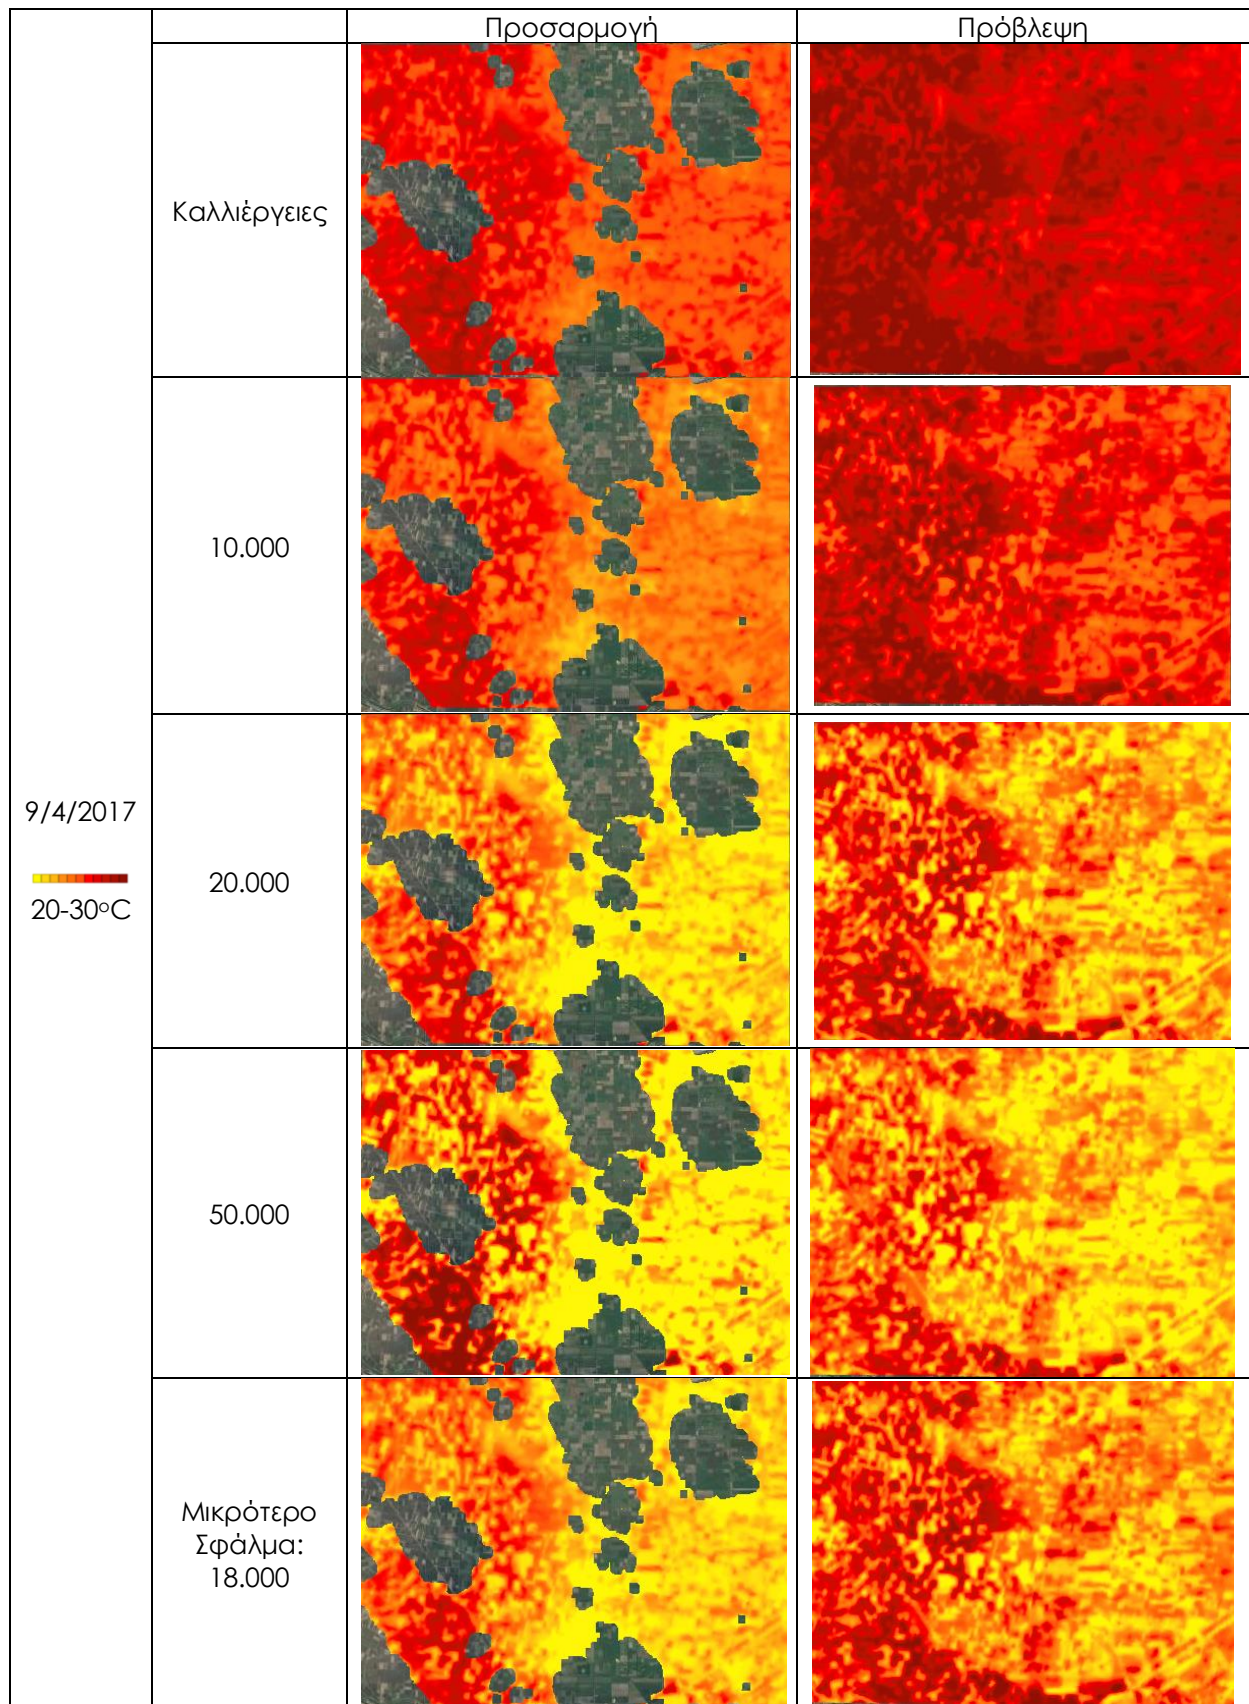 Προσαρμογή
Πρόβλεψη
9/4/2017
20-30°C
Καλλιέργειες
10.000
20.000
50.000
Μικρότερο
Σφάλμα:
18.000